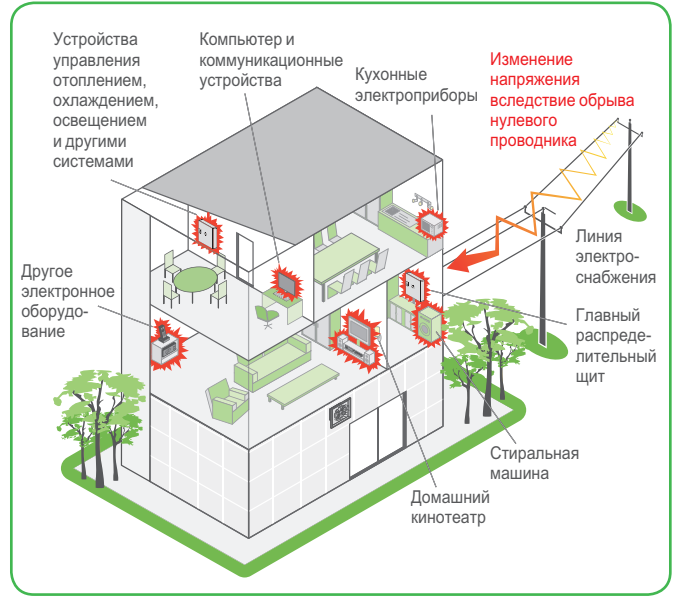 Устройства
управления
отоплением,
охлаждением,
освещением
и другими
системами
Компьютер и
коммуникационные
устройства
Кухонные
электроприборы
Изменение
напряжения
вследствие обрыва
нулевого
проводника
Линия
электро-
снабжения
Главный
распреде-
лительный
щит
Другое
электронное
оборудо-
вание
Стиральная
машина
Домашний
кинотеатр